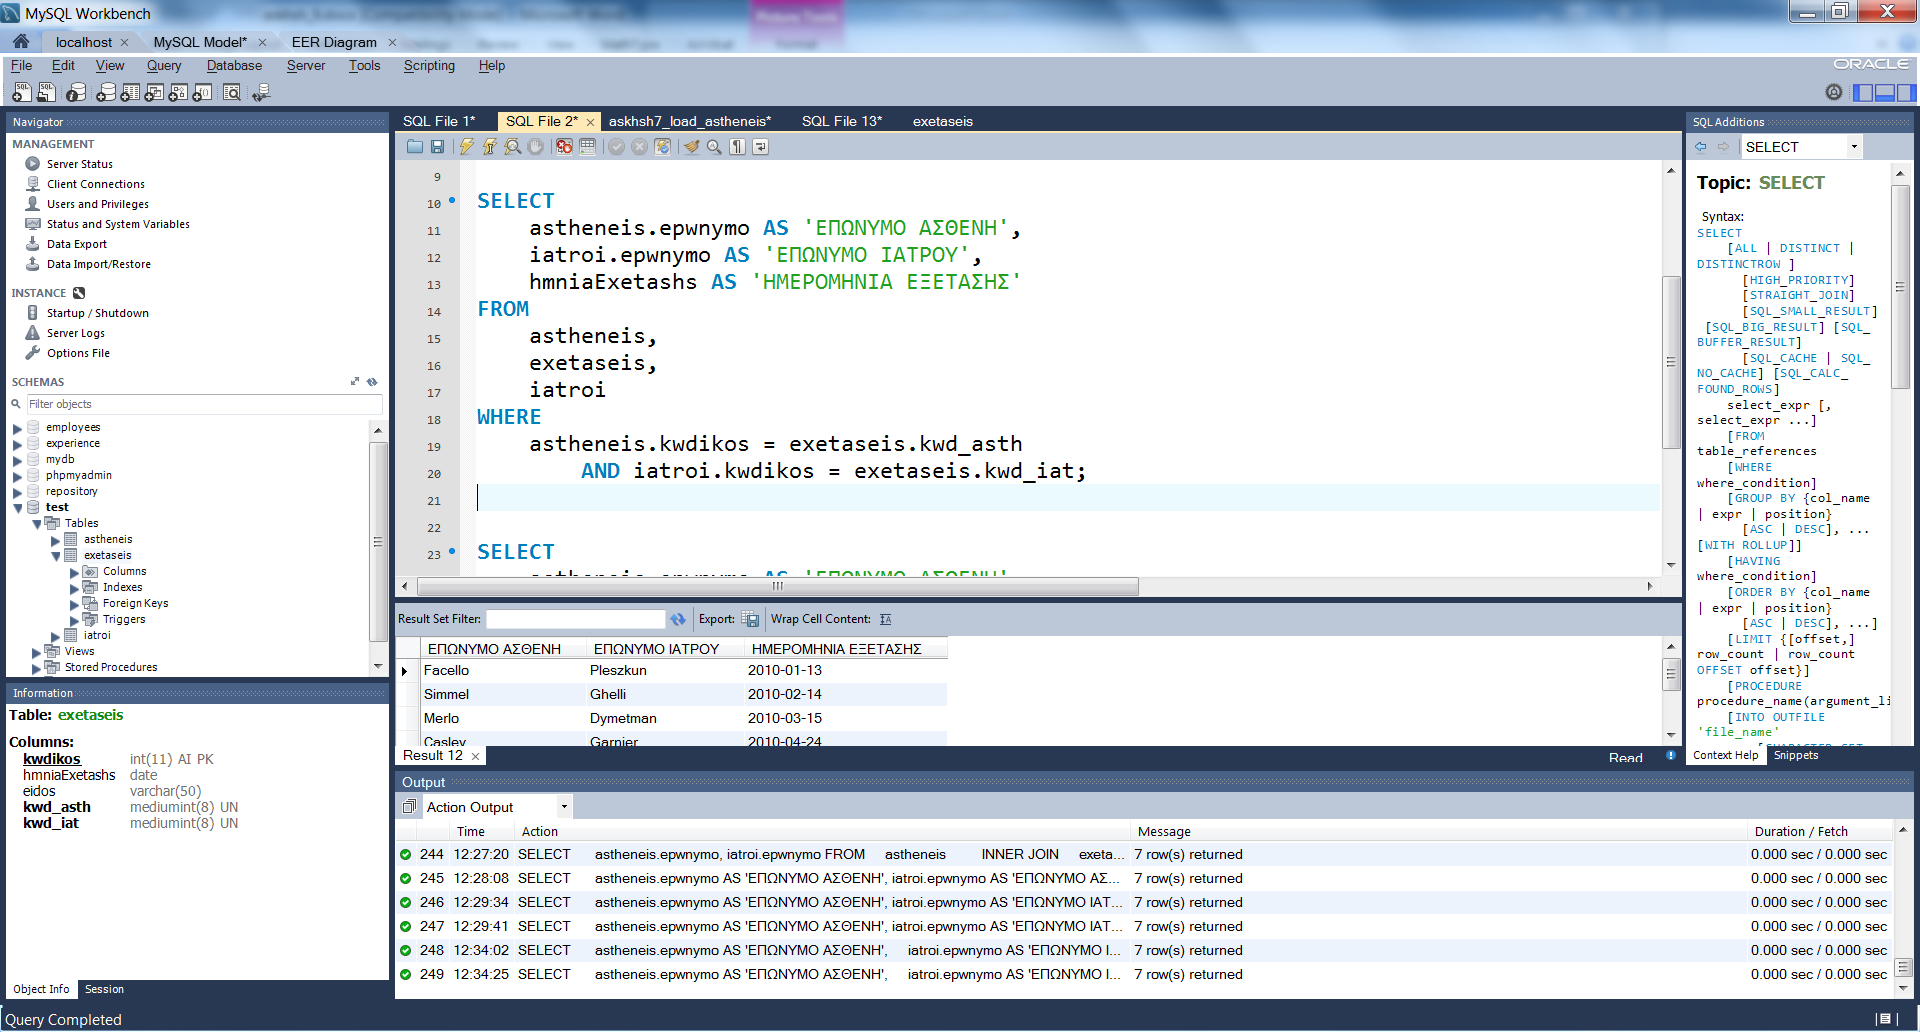 MySQL Workbench
localhost
MySQL Model*
EER Diagram
File Edit View Query Database Server Tools Scripting Help
ORACLE
Navigator
MANAGEMENT
Server Status
Client Connections
Users and Privileges
Status and System Variables
Data Export
Data Import/Restore
INSTANCE
Startup / Shutdown
Server Logs
Options File
SCHEMAS
Filter objects
employees
experience
mydb
phpmyadmin
repository
test
Tables
astheneis
exetaseis
Columns
Indexes
Foreign Keys
Triggers
iatroi
Views
Stored Procedures
Information
Table: exetaseis
Columns:
kwdikos int(11) AI PK
hmniaExetashs date
eidos varchar(50)
kwd_asth mediumint(8) UN
kwd_iat mediumint(8) UN
Object Info Session
Query Completed
SQL File 1* SQL File 2* askhsh7_load_astheneis* SQL File 13* exetaseis
9
10 SELECT
11 astheneis.epwnymo AS 'ΕΠΩΝΥΜΟ ΑΣΘΕΝΗ',
12 iatroi.epwnymo AS 'ΕΠΩΝΥΜΟ ΙΑΤΡΟΥ',
13 hmniaExetashs AS 'ΗΜΕΡΟΜΗΝΙΑ ΕΞΕΤΑΣΗΣ'
14 FROM
15 astheneis,
16 exetaseis,
17 iatroi
18 WHERE
19 astheneis.kwdikos = exetaseis.kwd_asth
20 AND iatroi.kwdikos = exetaseis.kwd_iat;
21
22
23 SELECT
astheneis.epwnymo AS 'ΕΠΩΝΥΜΟ ΑΣΘΕΝΗ'
Result Set Filter: Export: Wrap Cell Content:
ΕΠΩΝΥΜΟ ΑΣΘΕΝΗ ΕΠΩΝΥΜΟ ΙΑΤΡΟΥ ΗΜΕΡΟΜΗΝΙΑ ΕΞΕΤΑΣΗΣ
Facello Pleszkun 2010-01-13
Simmel Ghelli 2010-02-14
Merlo Dymetman 2010-03-15
Casley Garnier 2010-04-24
Result 12
Read
Output
Action Output
Time Action Message Duration / Fetch
244 12:27:20 SELECT astheneis.epwnymo, iatroi.epwnymo FROM astheneis INNER JOIN exeta... 7 row(s) returned 0.000 sec / 0.000 sec
245 12:28:08 SELECT astheneis.epwnymo AS 'ΕΠΩΝΥΜΟ ΑΣΘΕΝΗ', iatroi.epwnymo AS 'ΕΠΩΝΥΜΟ ΑΣ... 7 row(s) returned 0.000 sec / 0.000 sec
246 12:29:34 SELECT astheneis.epwnymo AS 'ΕΠΩΝΥΜΟ ΑΣΘΕΝΗ', iatroi.epwnymo AS 'ΕΠΩΝΥΜΟ ΙΑΤ... 7 row(s) returned 0.000 sec / 0.000 sec
247 12:29:41 SELECT astheneis.epwnymo AS 'ΕΠΩΝΥΜΟ ΑΣΘΕΝΗ', iatroi.epwnymo AS 'ΕΠΩΝΥΜΟ ΙΑΤ... 7 row(s) returned 0.000 sec / 0.000 sec
248 12:34:02 SELECT astheneis.epwnymo AS 'ΕΠΩΝΥΜΟ ΑΣΘΕΝΗ', iatroi.epwnymo AS 'ΕΠΩΝΥΜΟ Ι... 7 row(s) returned 0.000 sec / 0.000 sec
249 12:34:25 SELECT astheneis.epwnymo AS 'ΕΠΩΝΥΜΟ ΑΣΘΕΝΗ', iatroi.epwnymo AS 'ΕΠΩΝΥΜΟ Ι... 7 row(s) returned 0.000 sec / 0.000 sec
SQL Additions
SELECT
Topic: SELECT
Syntax:
SELECT
[ALL | DISTINCT |
DISTINCTROW ]
[HIGH_PRIORITY]
[STRAIGHT_JOIN]
[SQL_SMALL_RESULT]
[SQL_BIG_RESULT] [SQL_
BUFFER_RESULT]
[SQL_CACHE | SQL_
NO_CACHE] [SQL_CALC_
FOUND_ROWS]
select_expr [,
select_expr ...]
[FROM
table_references
[WHERE
where_condition]
[GROUP BY {col_name
| expr | position}
[ASC | DESC], ...
[WITH ROLLUP]]
[HAVING
where_condition]
[ORDER BY {col_name
| expr | position}
[ASC | DESC], ...]
[LIMIT {[offset,]
row_count | row_count
OFFSET offset}]
[PROCEDURE
procedure_name(argument_li
[INTO OUTFILE
'file_name'
[CHARACTER SET
Context Help Snippets